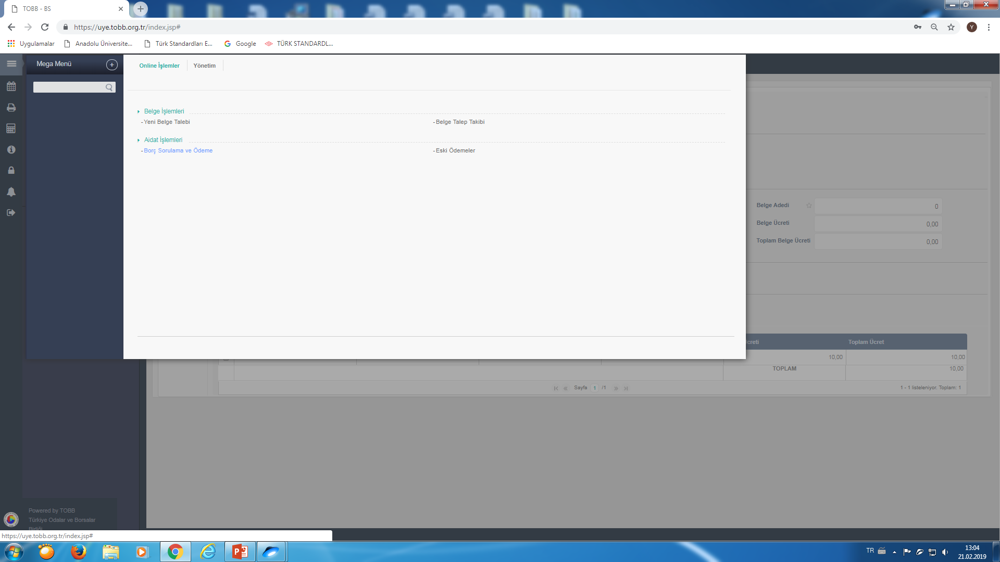 TOBB - BS
https://uye.tobb.org.tr/index.jsp#
Y
Uygulamalar
Anadolu Üniversite...
Türk Standardları E...
Google
TÜRK STANDARDL...
Mega Menü
Online İşlemler
Yönetim
Belge İşlemleri
-Yeni Belge Talebi
-Belge Talep Takibi
Aidat İşlemleri
-Borç Sorulama ve Ödeme
-Eski Ödemeler
Belge Adedi
0
Belge Ücreti
0,00
Toplam Belge Ücreti
0,00
Toplam Ücret
10,00
10,00
TOPLAM
10,00
Sayfa 1 /1
1 - 1 listeleniyor. Toplam: 1
Powered by TOBB
Türkiye Odalar ve Borsalar
Birliği
https://uye.tobb.org.tr/index.jsp#
TR
13:04
21.02.2019